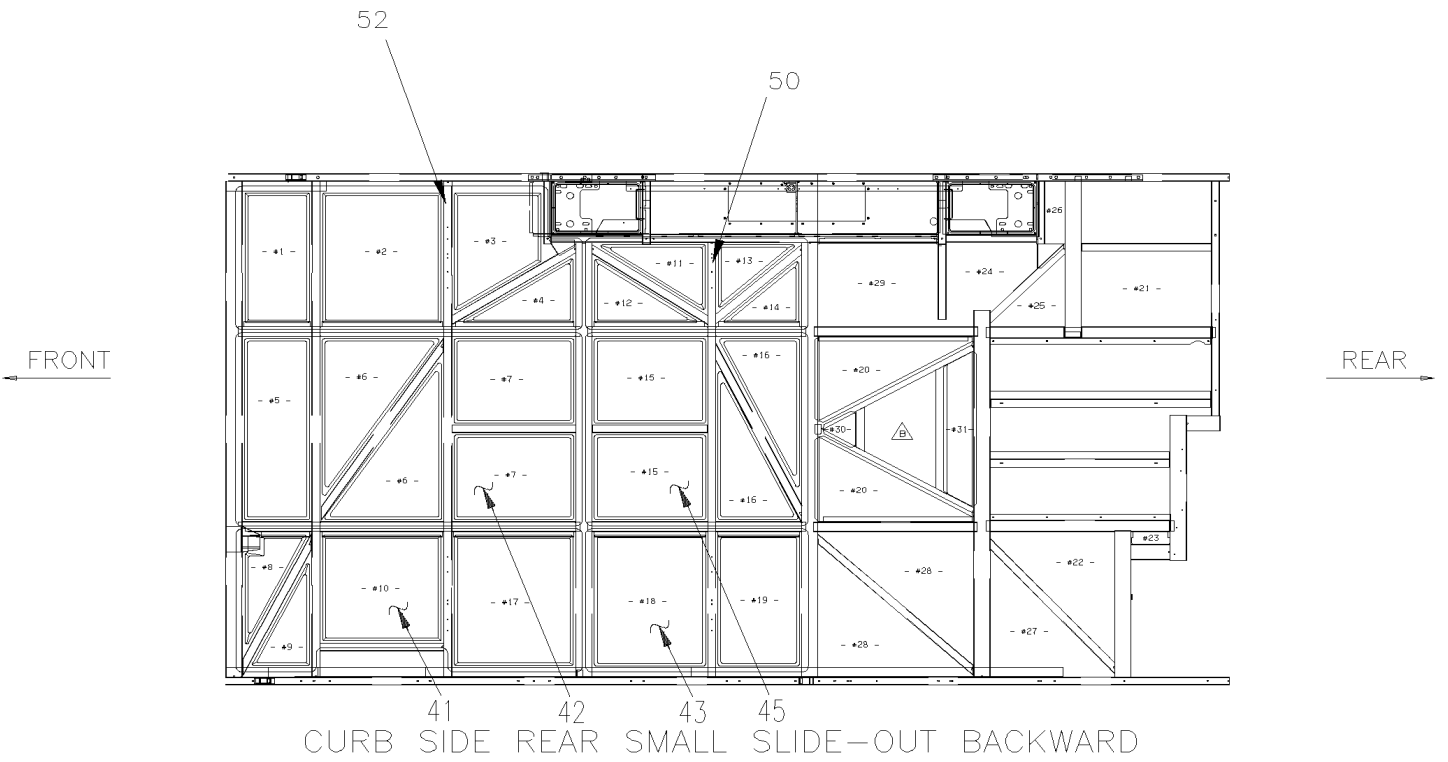 52
50
- #26
- #1 -
- #2 -
- #3 -
- #11 -
- #13 -
- #4 -
- #12 -
- #14 -
- #29 -
- #24 -
- #25 -
- #21 -
FRONT
REAR
- #5 -
- #6 -
- #7 -
- #15 -
- #16 -
- #20 -
- #30 -
B
- #31 -
- #6 -
- #7 -
- #15 -
- #16 -
- #20 -
- #23 -
- #8 -
- #10 -
- #17 -
- #18 -
- #19 -
- #28 -
- #22 -
- #9 -
- #28 -
- #27 -
41
42
43
45
CURB SIDE REAR SMALL SLIDE-OUT BACKWARD